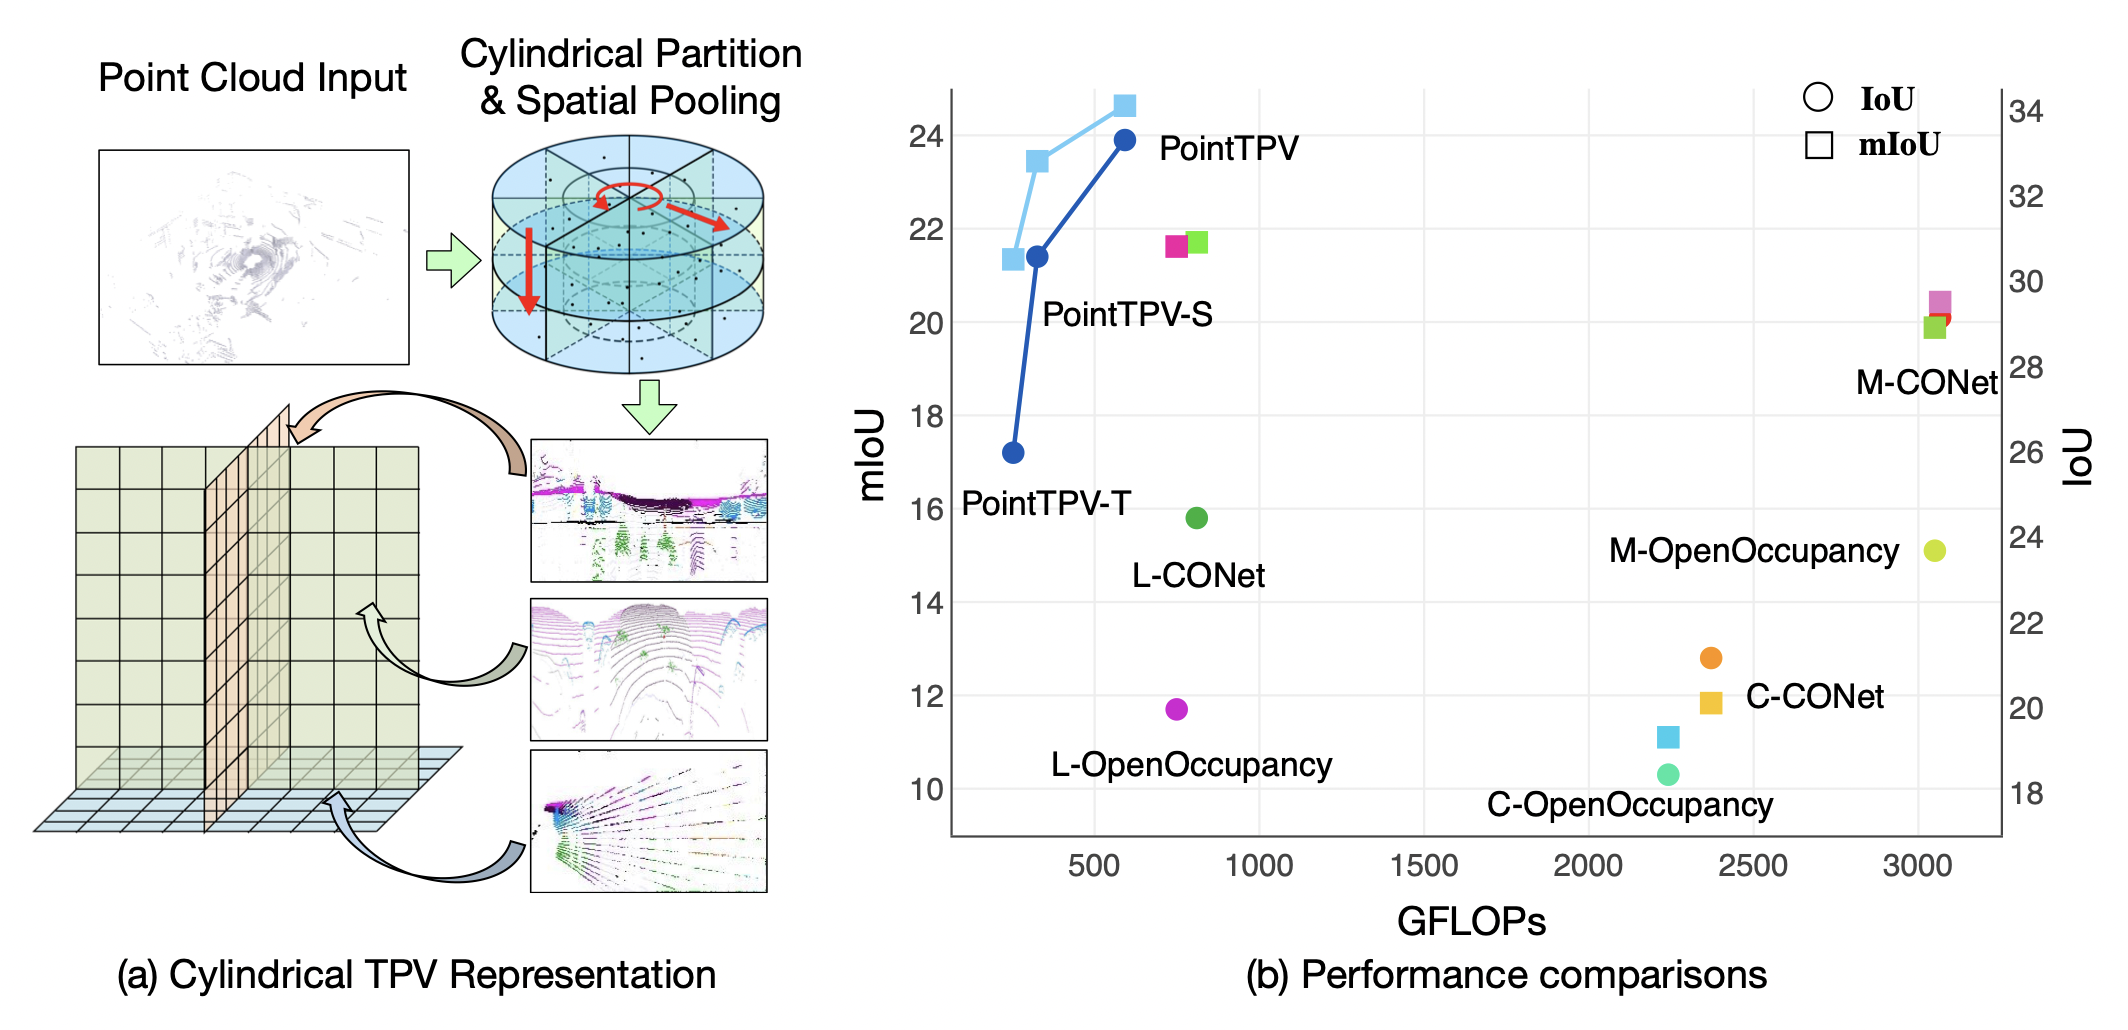 Point Cloud Input
Cylindrical Partition
& Spatial Pooling
(a) Cylindrical TPV Representation
IoU
mIoU
24
22
20
18
16
14
12
10
mIoU
34
32
30
28
26
24
22
20
18
IoU
PointTPV
PointTPV-S
PointTPV-T
L-CONet
L-OpenOccupancy
M-CONet
M-OpenOccupancy
C-CONet
C-OpenOccupancy
500
1000
1500
2000
2500
3000
GFLOPs
(b) Performance comparisons